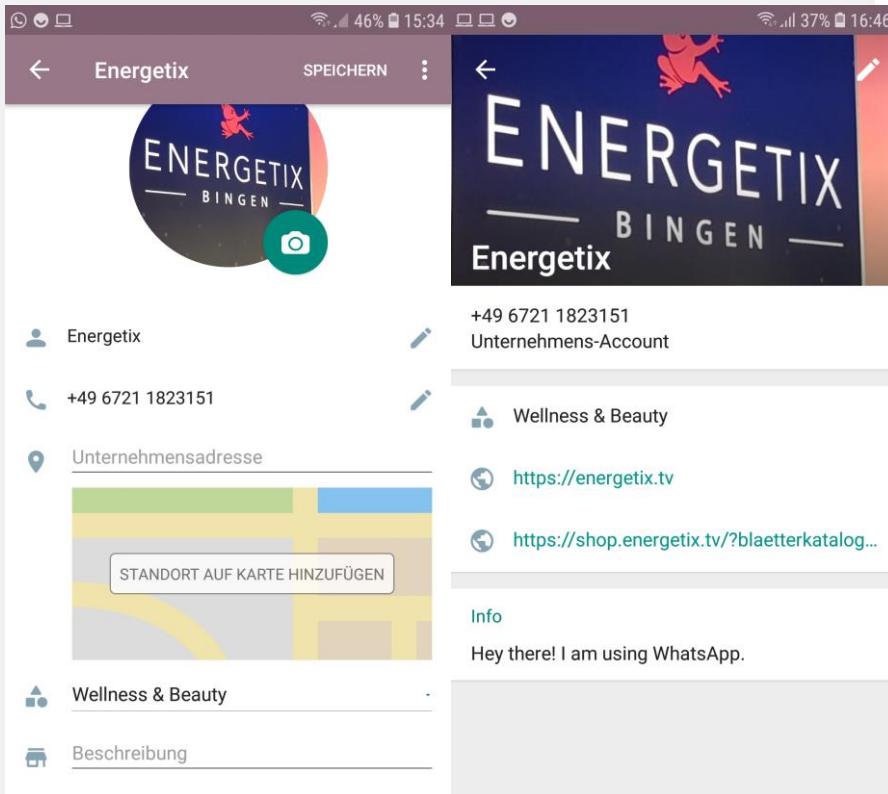 46% 15:34
Energetix SPEICHERN
ENERGETIX
BINGEN
Energetix
+49 6721 1823151
Unternehmensadresse
STANDORT AUF KARTE HINZUFÜGEN
Wellness & Beauty
Beschreibung
37% 16:46
ENERGETIX
BINGEN
Energetix
+49 6721 1823151
Unternehmens-Account
Wellness & Beauty
https://energetix.tv
https://shop.energetix.tv/?blaetterkatalog...
Info
Hey there! I am using WhatsApp.